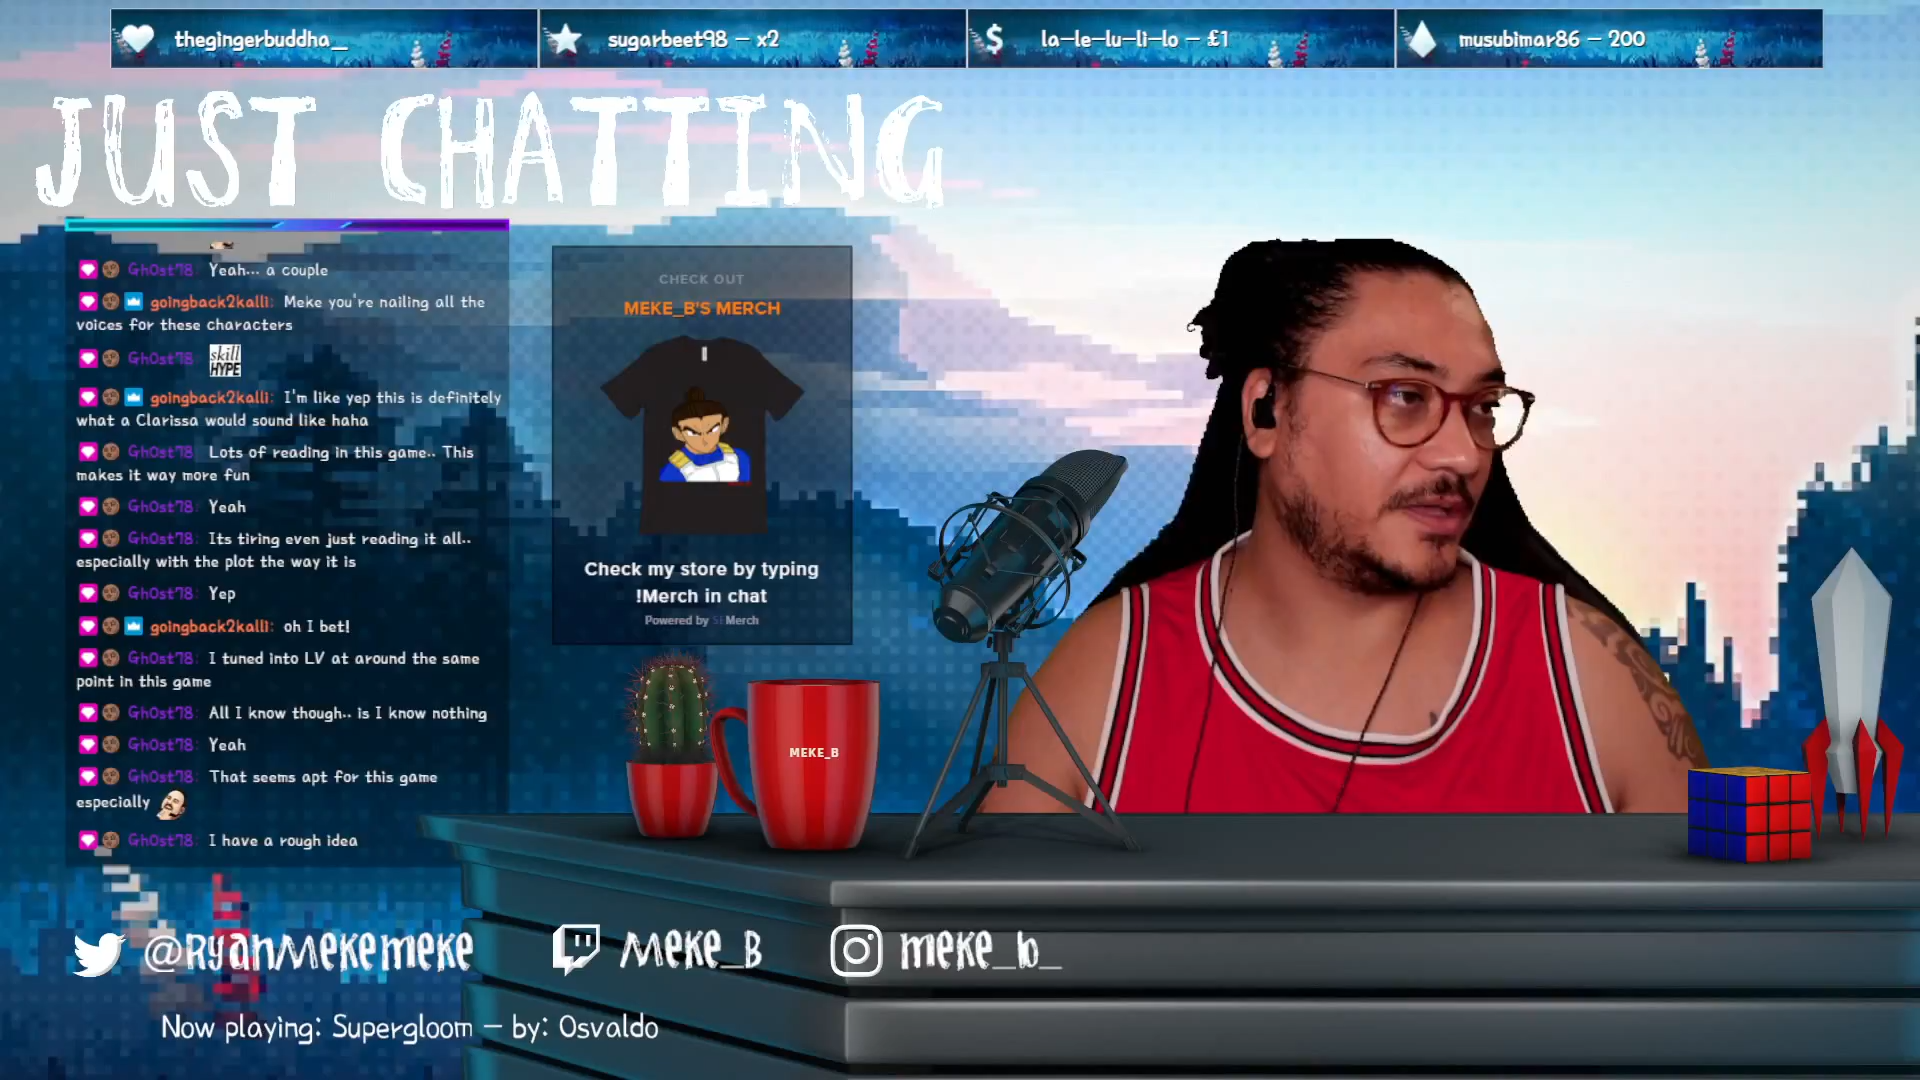 thegingerbuddha_
sugarbeet98 – x2
la-le-lu-li-lo – £1
musubimar86 – 200
JUST CHATTING
Gh0st78: Yeah... a couple
goingback2kalli: Meke you're nailing all the
voices for these characters
Gh0st78:
skill
HYPE
goingback2kalli: I'm like yep this is definitely
what a Clarissa would sound like haha
Gh0st78: Lots of reading in this game.. This
makes it way more fun
Gh0st78: Yeah
Gh0st78: Its tiring even just reading it all..
especially with the plot the way it is
Gh0st78: Yep
goingback2kalli: oh I bet!
Gh0st78: I tuned into LV at around the same
point in this game
Gh0st78: All I know though.. is I know nothing
Gh0st78: Yeah
Gh0st78: That seems apt for this game
especially
Gh0st78: I have a rough idea
CHECK OUT
MEKE_B'S MERCH
Check my store by typing
!Merch in chat
Powered by SEMerch
MEKE_B
@RyanMekemeke
Meke_B
meke_b_
Now playing: Supergloom – by: Osvaldo